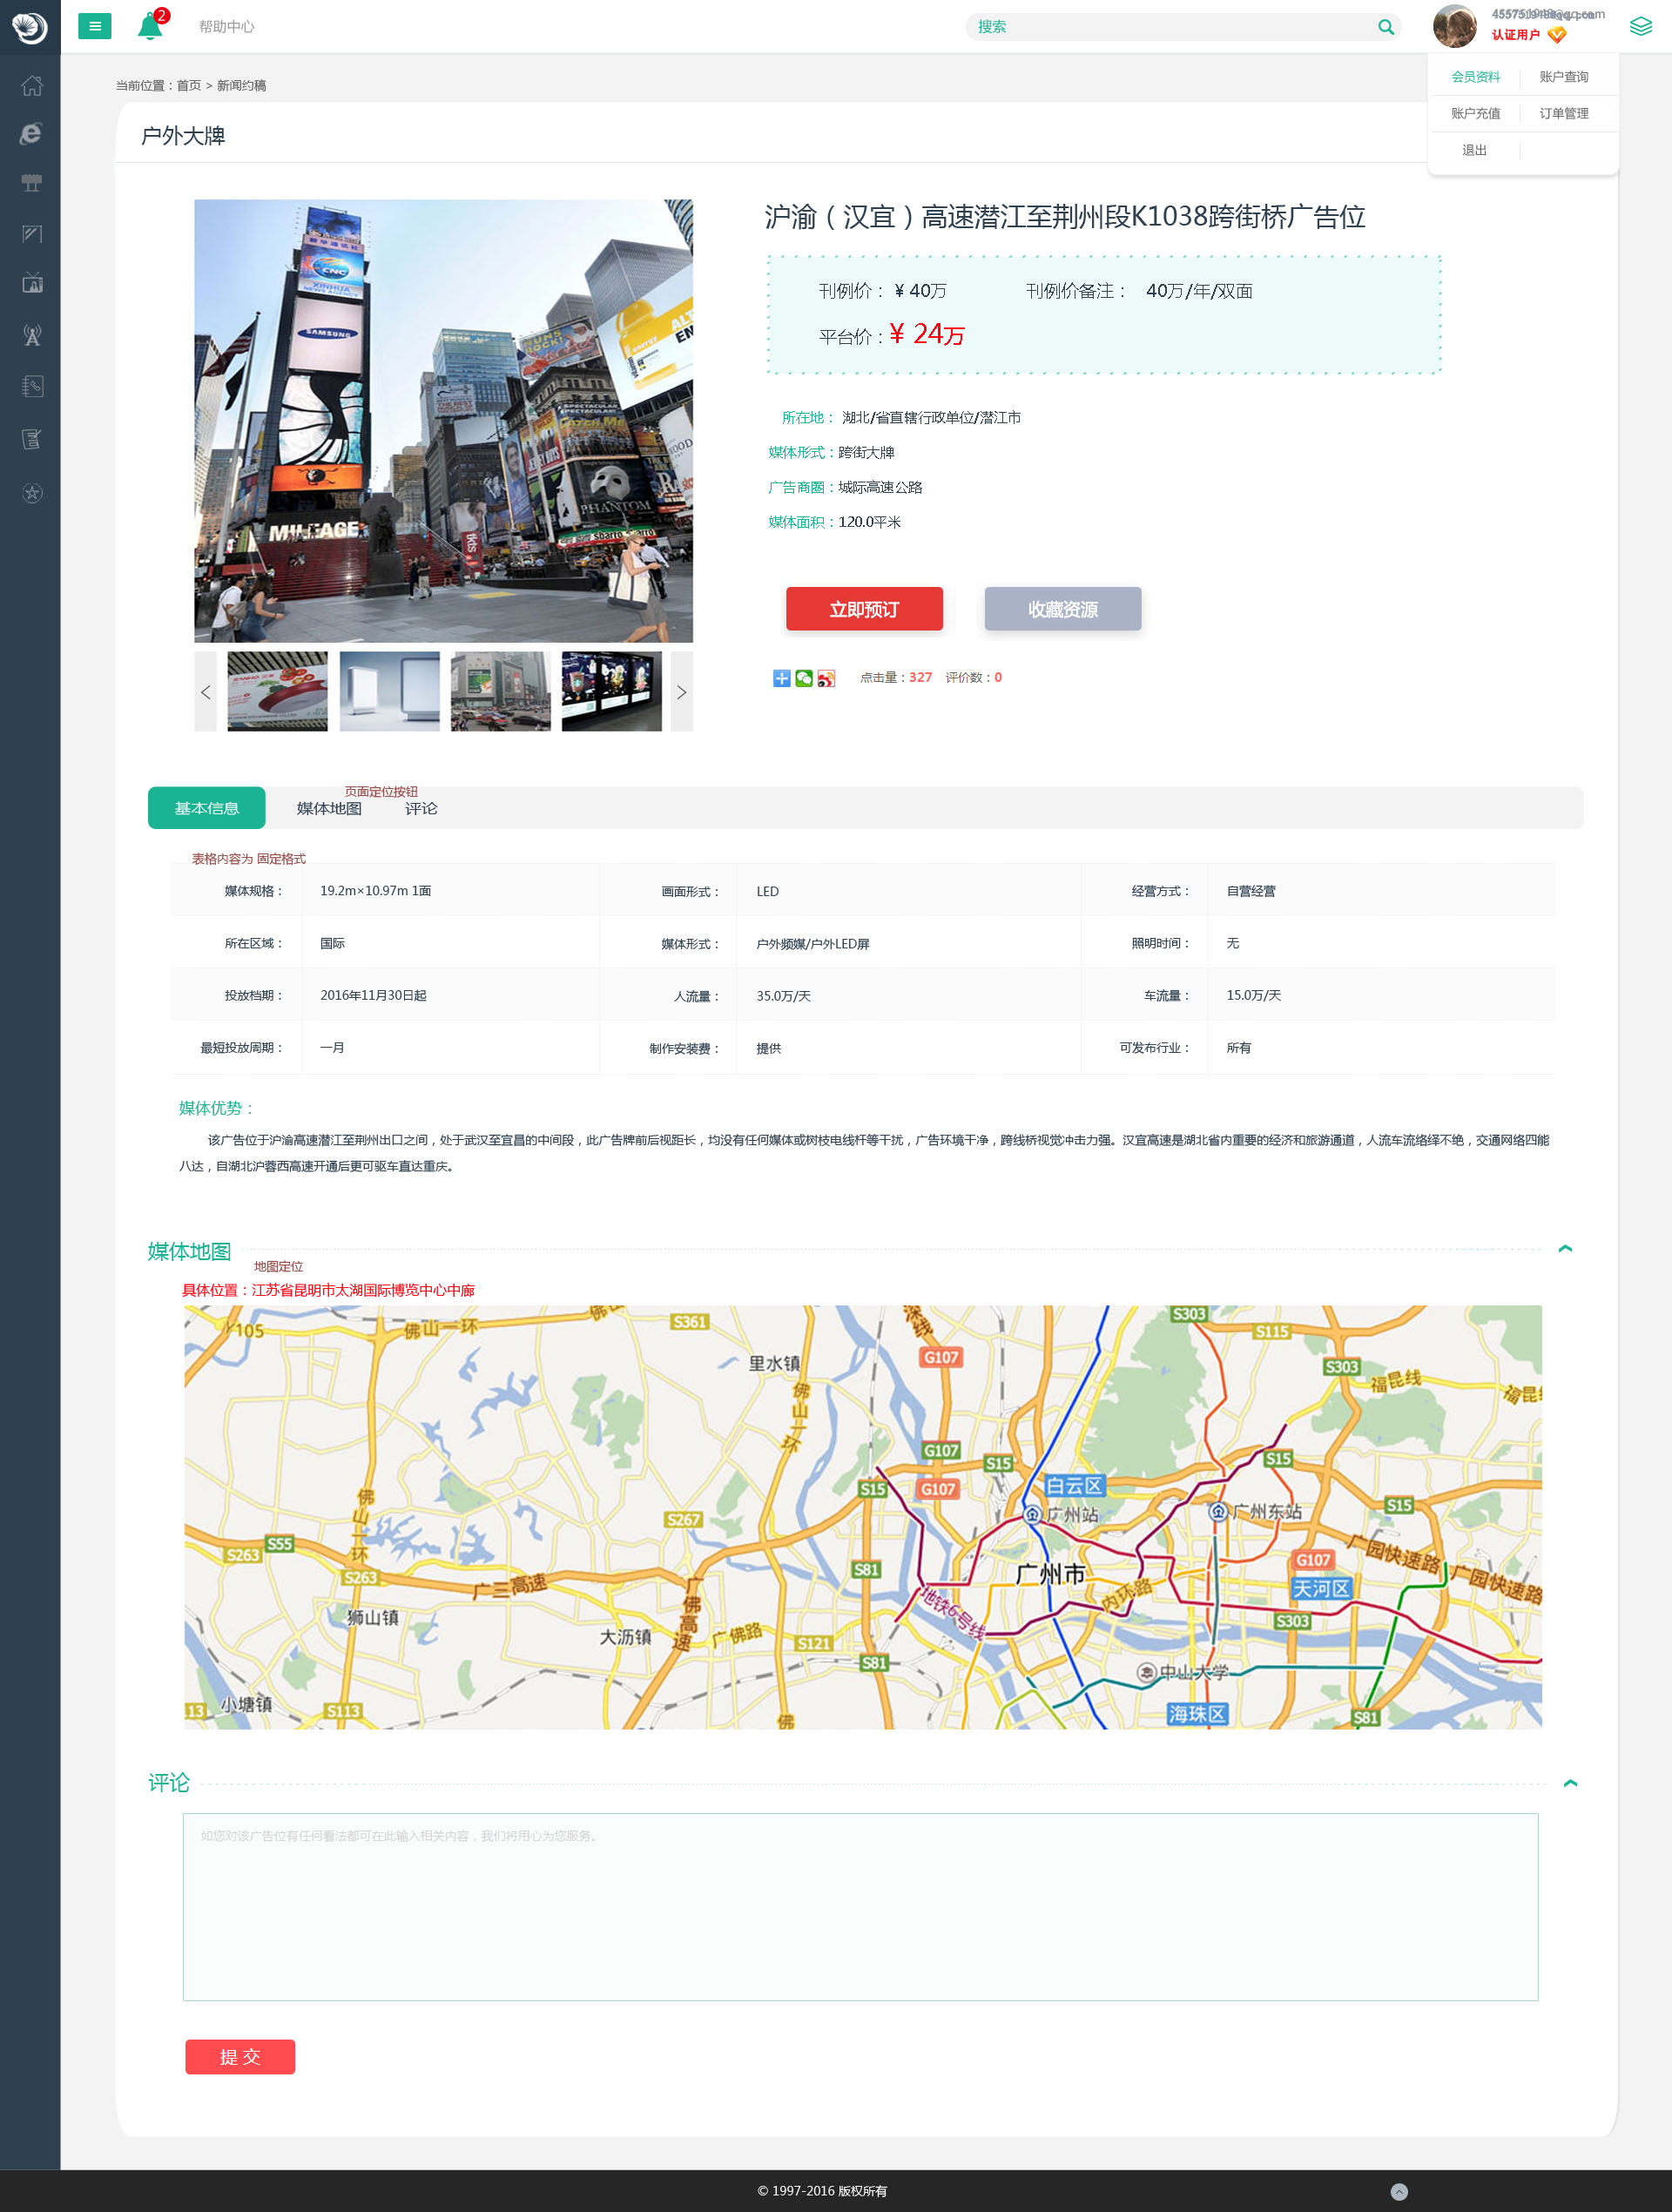 2
帮助中心
搜索
认证用户
会员资料 账户查询
账户充值 订单管理
退出
当前位置：首页 > 新闻约稿
户外大牌
沪渝（汉宜）高速潜江至荆州段K1038跨街桥广告位
刊例价： ¥ 40万 刊例价备注： 40万/年/双面
平台价：¥ 24万
所在地： 湖北/省直辖行政单位/潜江市
媒体形式：跨街大牌
广告商圈：城际高速公路
媒体面积：120.0平米
立即预订 收藏资源
点击量：327 评价数：0
CNC
XINHUA
NEWS AGENCY
SAMSUNG
NUNS
ROCK!
CATCH ME
PHANTOM
sbarro
kids
页面定位按钮
基本信息 媒体地图 评论
表格内容为 固定格式
媒体规格： 19.2m×10.97m 1面 画面形式： LED 经营方式： 自营经营
所在区域： 国际 媒体形式： 户外频媒/户外LED屏 照明时间： 无
投放档期： 2016年11月30日起 人流量： 35.0万/天 车流量： 15.0万/天
最短投放周期： 一月 制作安装费： 提供 可发布行业： 所有
媒体优势：
该广告位于沪渝高速潜江至荆州出口之间，处于武汉至宜昌的中间段，此广告牌前后视距长，均没有任何媒体或树枝电线杆等干扰，广告环境干净，跨线桥视觉冲击力强。汉宜高速是湖北省内重要的经济和旅游通道，人流车流络绎不绝，交通网络四能
八达，自湖北沪蓉西高速开通后更可驱车直达重庆。
媒体地图
地图定位
具体位置：江苏省昆明市太湖国际博览中心中廊
Y105 佛山一环 S361 S303 S115
里水镇 G107 S303
福昆线 福昆
佛山一环 G107 S15 S15
S15 G107 白云区
广州站 广州东站 S15
佛山一环 S267
S55 S263 S263 广三高速 S81 广州市 G107 广园快速路
天河区 广园快速路
狮山镇 广佛高速 地铁6号线 内环路 S303
大沥镇 广佛路 S121 S81
中山大学
小塘镇 S113 佛 海珠区 S81
评论
如您对该广告位有任何看法都可在此输入相关内容，我们将用心为您服务。
提 交
© 1997-2016 版权所有